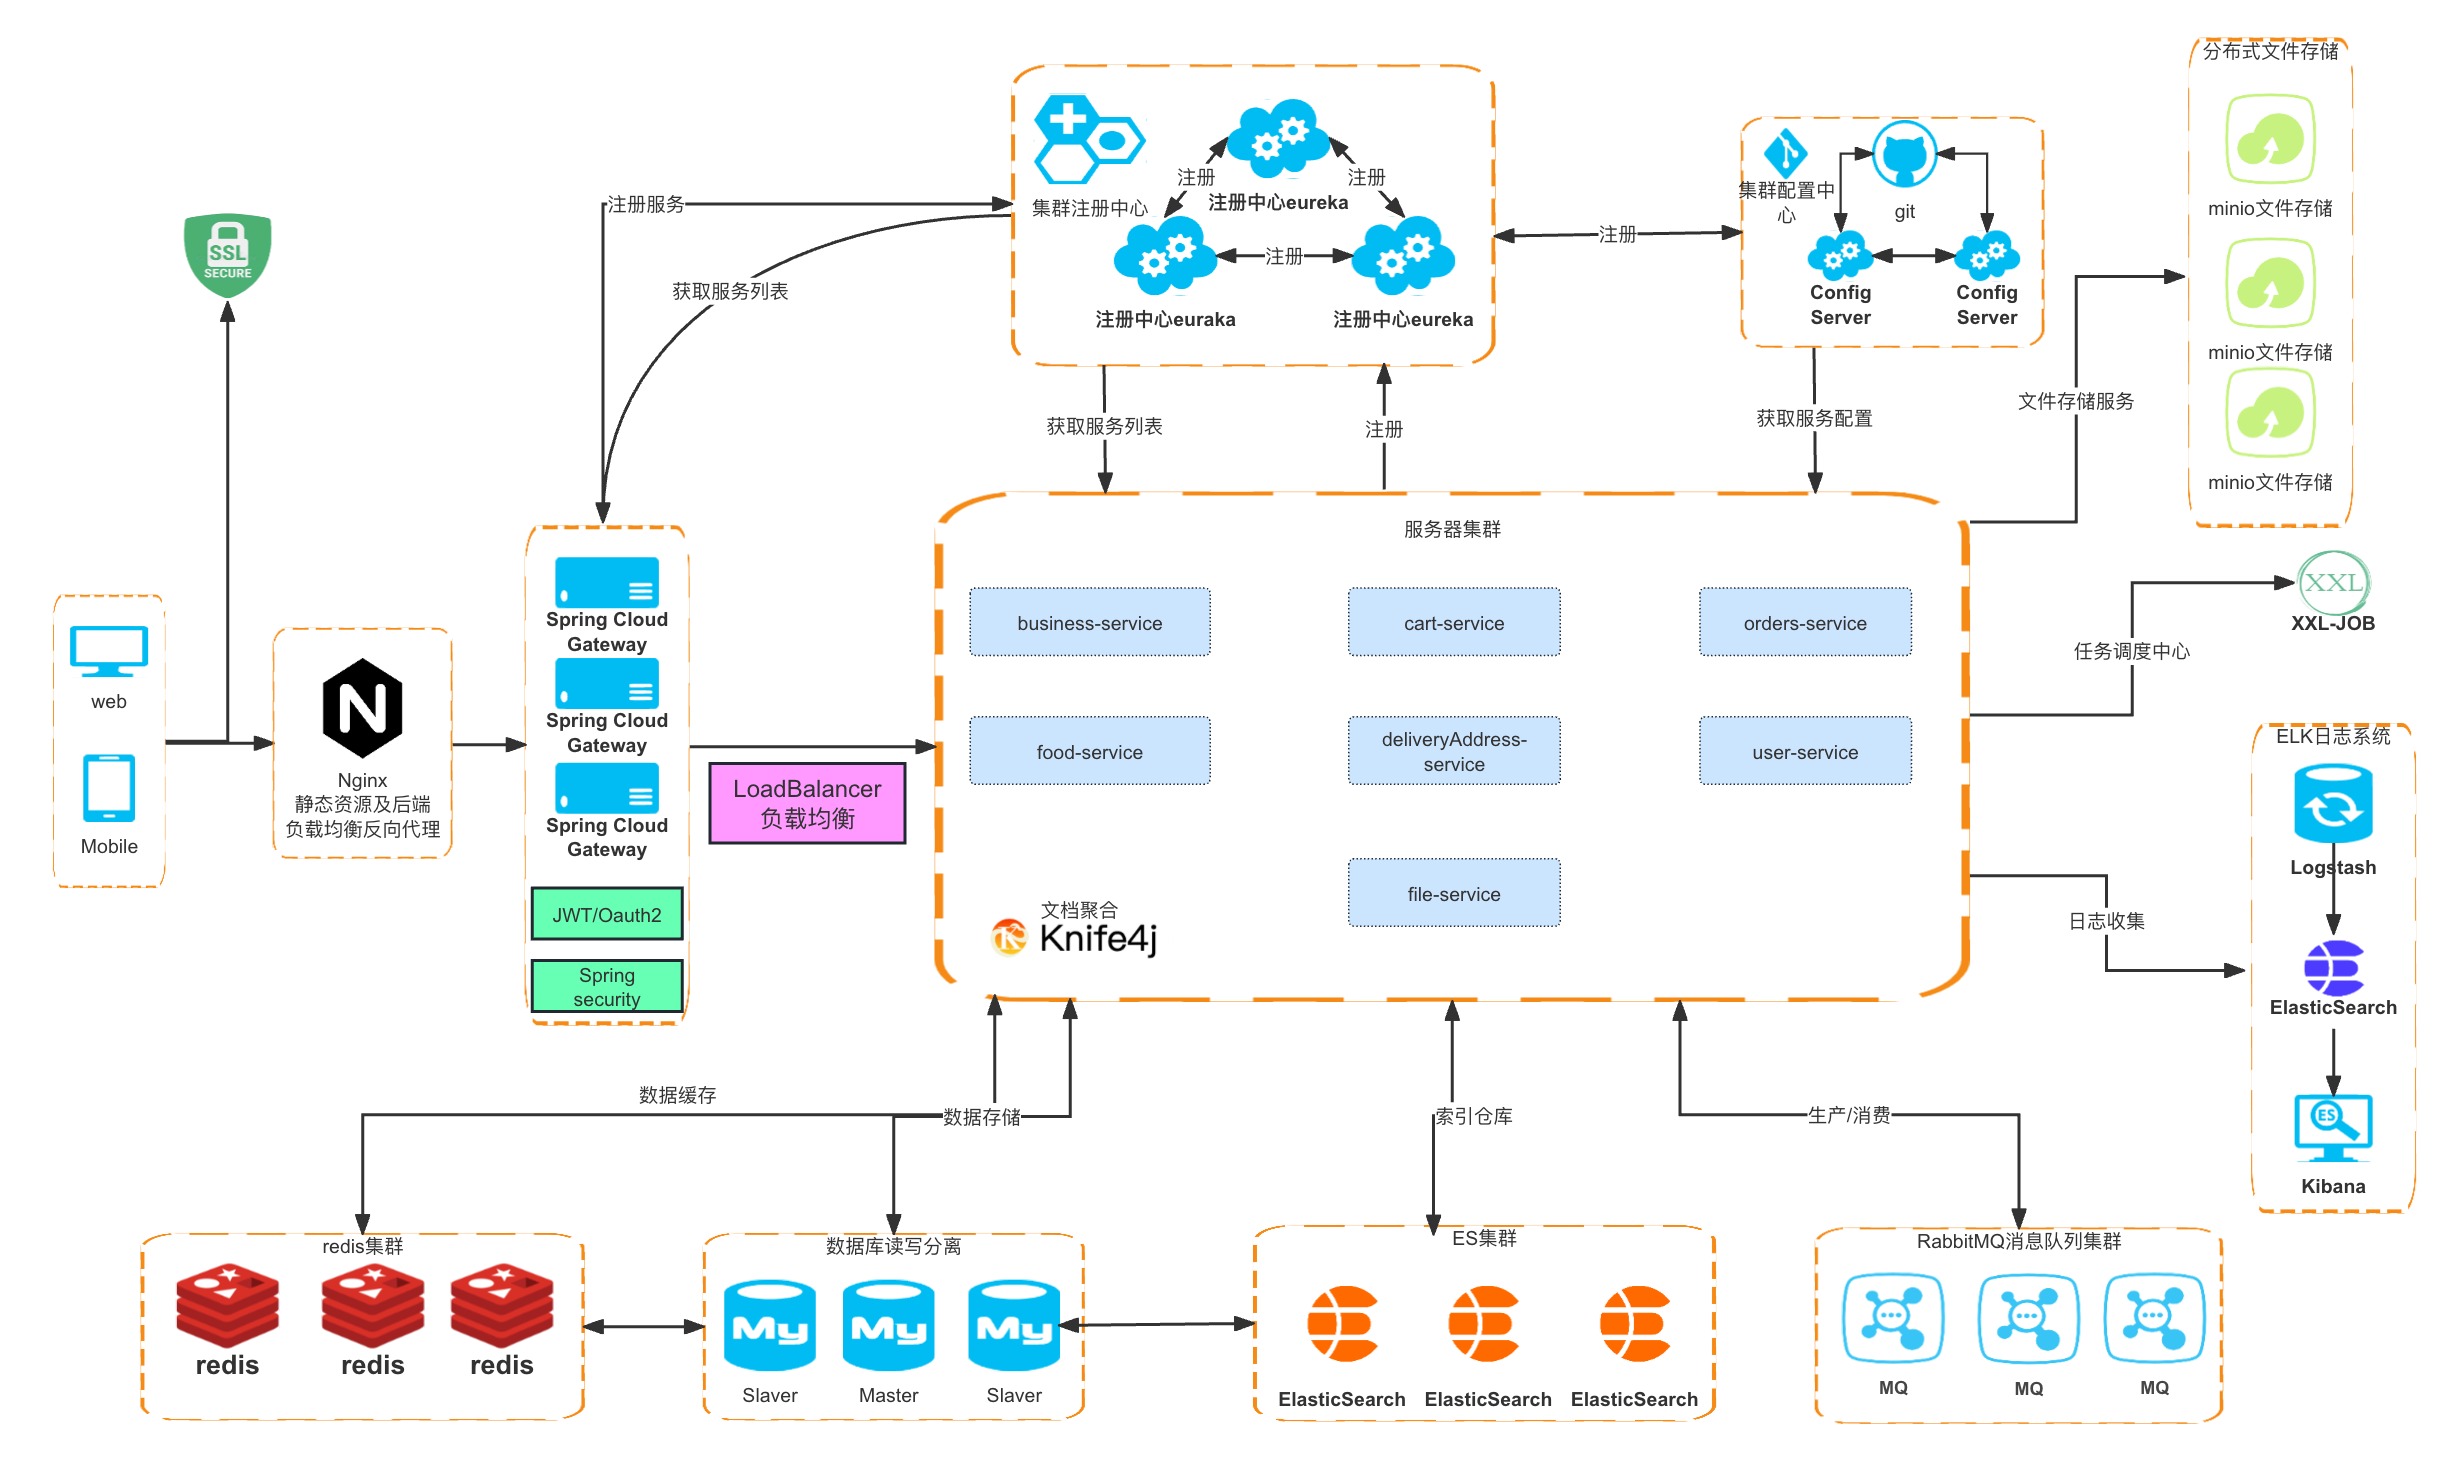 分布式文件存储
minio文件存储
minio文件存储
minio文件存储
集群注册中心
注册
注册
注册中心eureka
注册
注册中心euraka
注册中心eureka
注册
集群配置中
心
git
Config
Server
Config
Server
SSL
SECURE
注册服务
获取服务列表
获取服务列表
注册
获取服务配置
文件存储服务
web
Mobile
Nginx
静态资源及后端
负载均衡反向代理
Spring Cloud
Gateway
Spring Cloud
Gateway
Spring Cloud
Gateway
JWT/Oauth2
Spring
security
LoadBalancer
负载均衡
服务器集群
business-service
cart-service
orders-service
food-service
deliveryAddress-
service
user-service
file-service
文档聚合
Knife4j
XXL
XXL-JOB
任务调度中心
ELK日志系统
Logstash
日志收集
ElasticSearch
ES
Kibana
数据缓存
数据存储
索引仓库
生产/消费
redis集群
redis
redis
redis
数据库读写分离
My
My
My
Slaver
Master
Slaver
ES集群
ElasticSearch
ElasticSearch
ElasticSearch
RabbitMQ消息队列集群
MQ
MQ
MQ